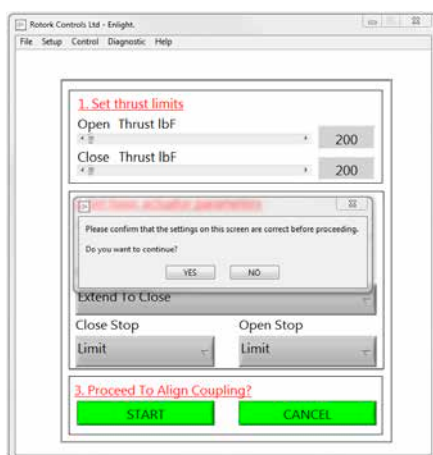 Rotork Controls Ltd - Enlight.
File Setup Control Diagnostic Help
1. Set thrust limits
Open Thrust lbF
200
Close Thrust lbF
200
Please confirm that the settings on this screen are correct before proceeding.
Do you want to continue?
YES NO
Extend To Close
Close Stop Open Stop
Limit Limit
3. Proceed To Align Coupling?
START CANCEL